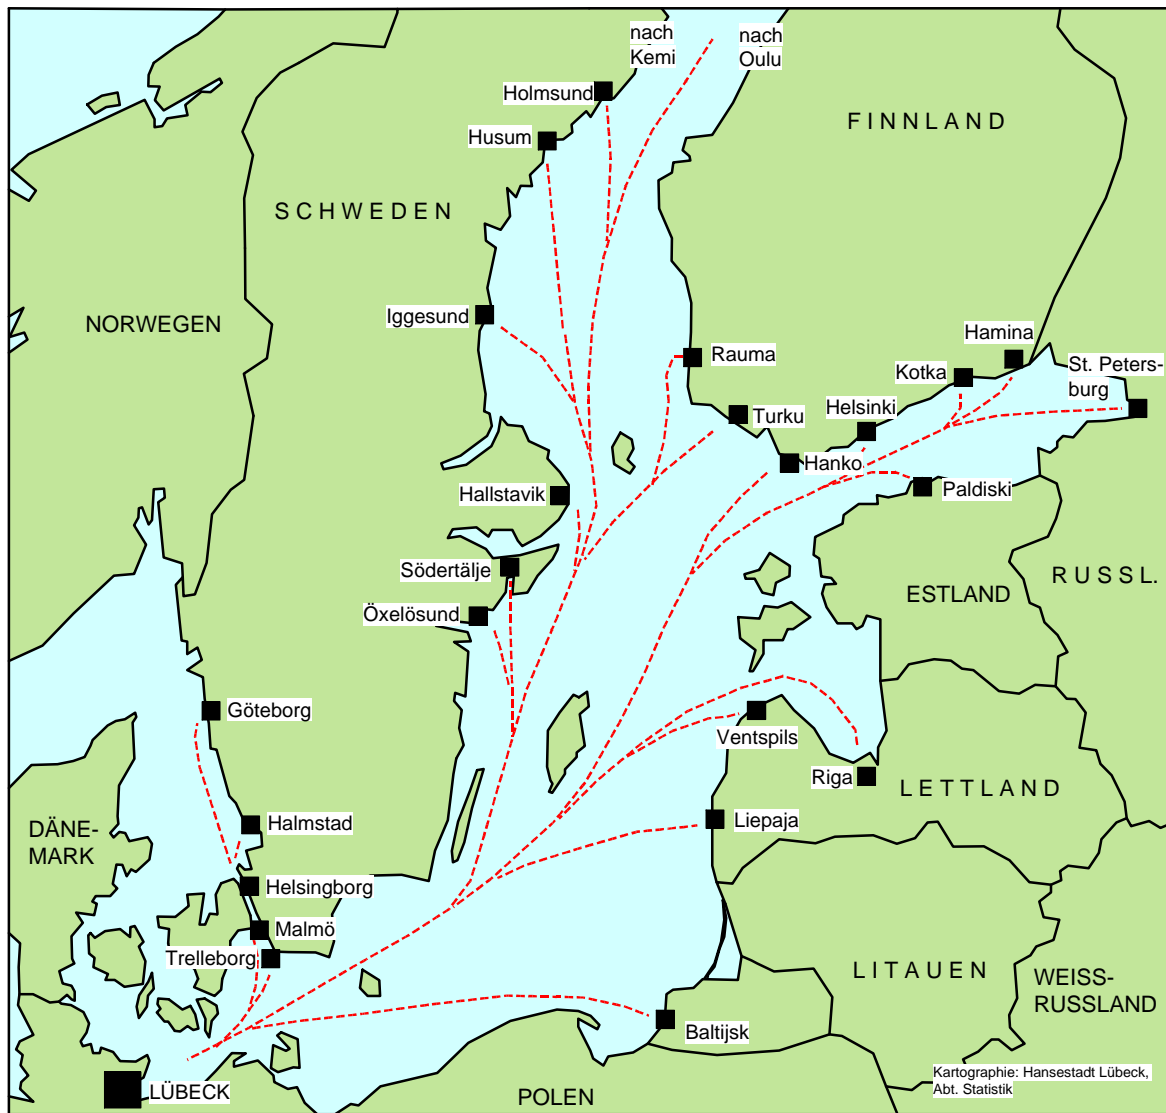 nach
Kemi
nach
Oulu
Holmsund
Husum
FINNLAND
SCHWEDEN
NORWEGEN
Iggesund
Hamina
Rauma
Kotka
St. Peters-
burg
Turku
Helsinki
Hanko
Hallstavik
Paldiski
Södertälje
Öxelösund
ESTLAND
RUSSL.
Göteborg
Ventspils
Riga
LETTLAND
Halmstad
Liepaja
DÄNE-
MARK
Helsingborg
Malmö
Trelleborg
LITAUEN
WEISS-
RUSSLAND
Baltijsk
LÜBECK
POLEN
Kartographie: Hansestadt Lübeck,
Abt. Statistik